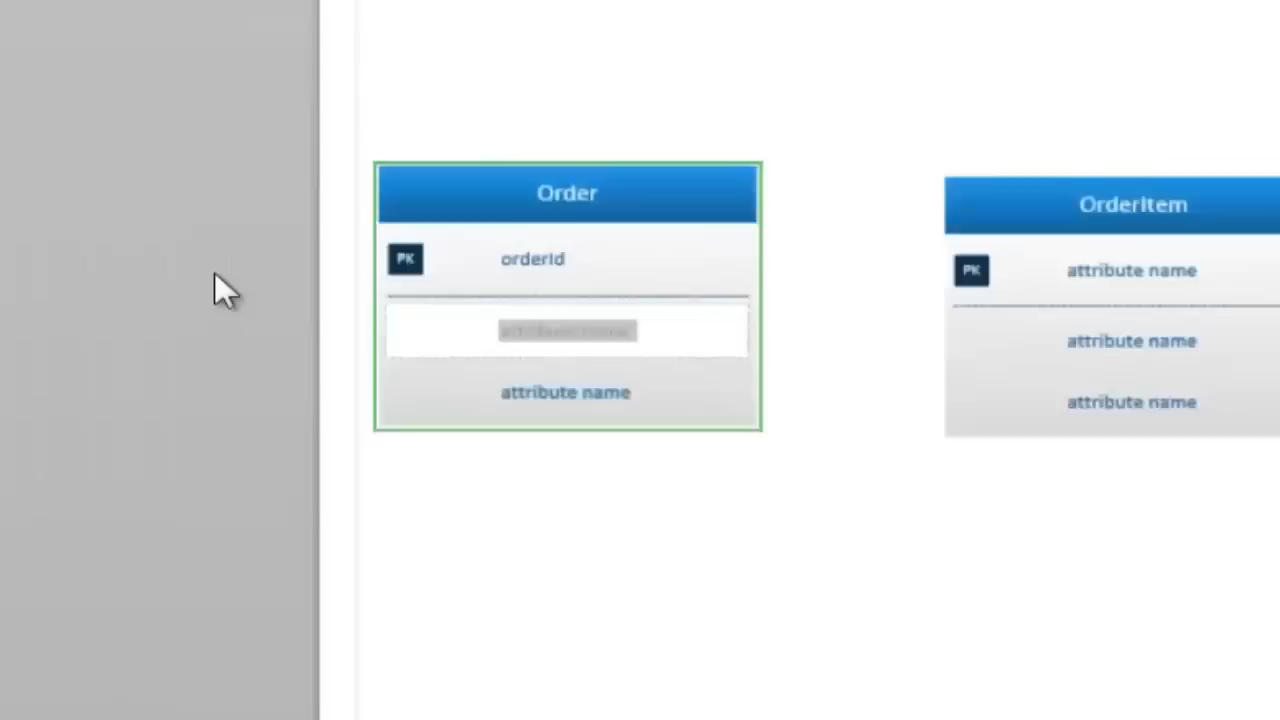 Order
PK orderId
attribute name
OrderItem
PK attribute name
attribute name
attribute name